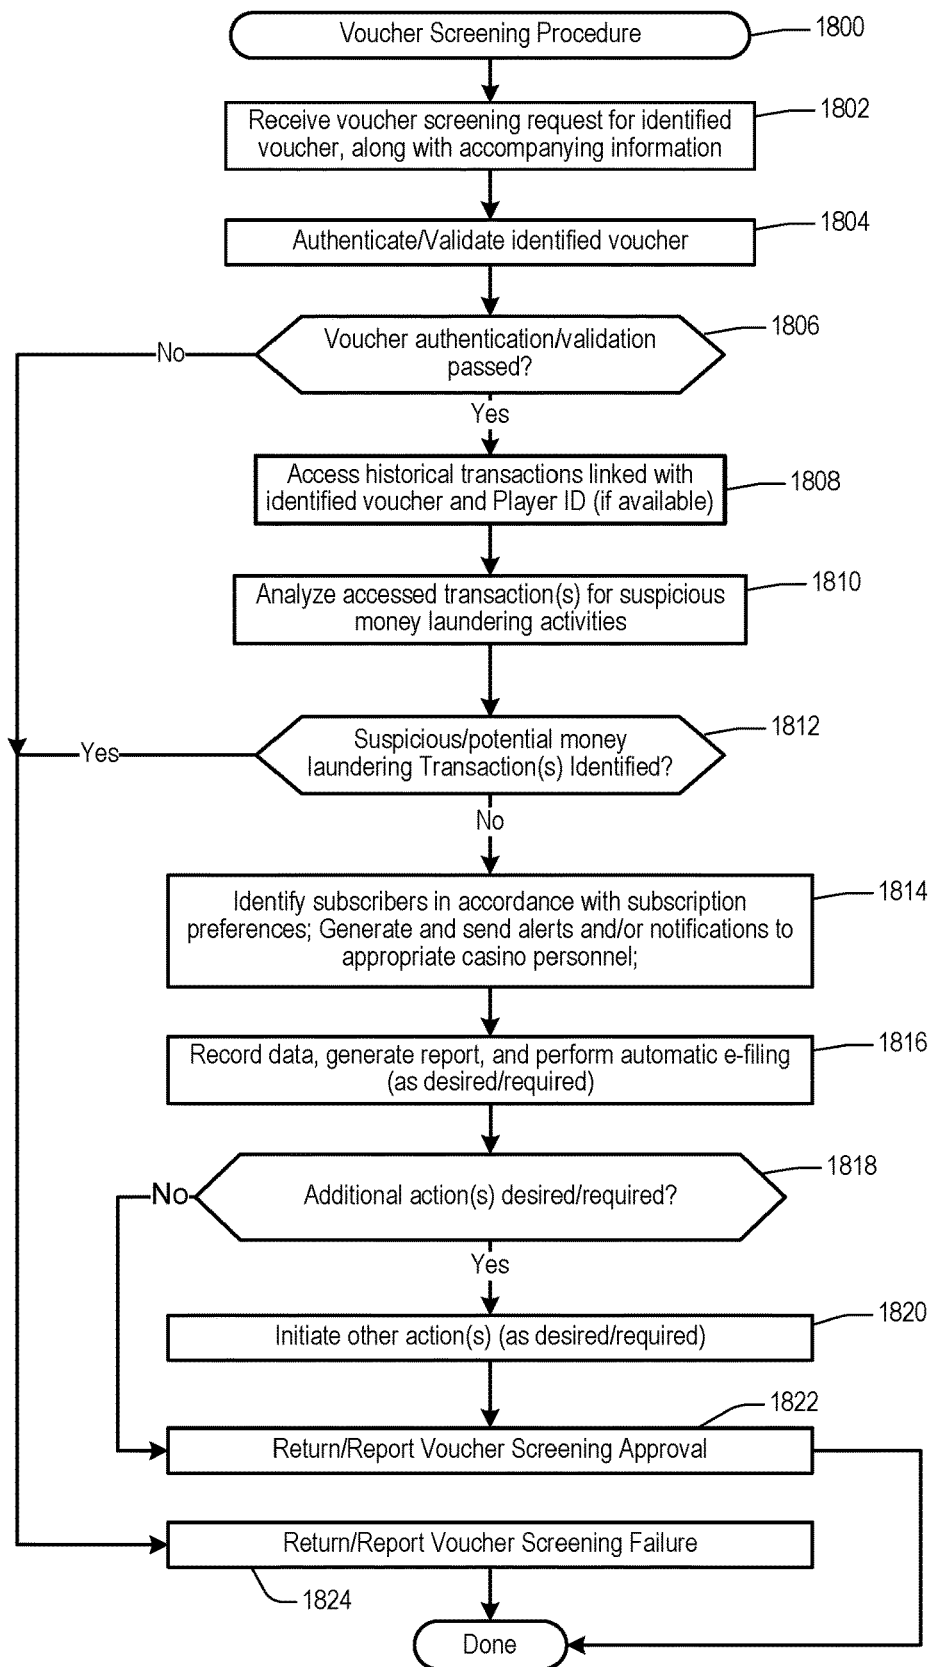 Voucher Screening Procedure
1800
1802
Receive voucher screening request for identified
voucher, along with accompanying information
1804
Authenticate/Validate identified voucher
1806
Voucher authentication/validation
passed?
No
Yes
Access historical transactions linked with
identified voucher and Player ID (if available)
1808
1810
Analyze accessed transaction(s) for suspicious
money laundering activities
1812
Suspicious/potential money
laundering Transaction(s) Identified?
Yes
No
1814
Identify subscribers in accordance with subscription
preferences; Generate and send alerts and/or notifications to
appropriate casino personnel;
1816
Record data, generate report, and perform automatic e-filing
(as desired/required)
1818
No
Additional action(s) desired/required?
Yes
1820
Initiate other action(s) (as desired/required)
1822
Return/Report Voucher Screening Approval
Return/Report Voucher Screening Failure
1824
Done